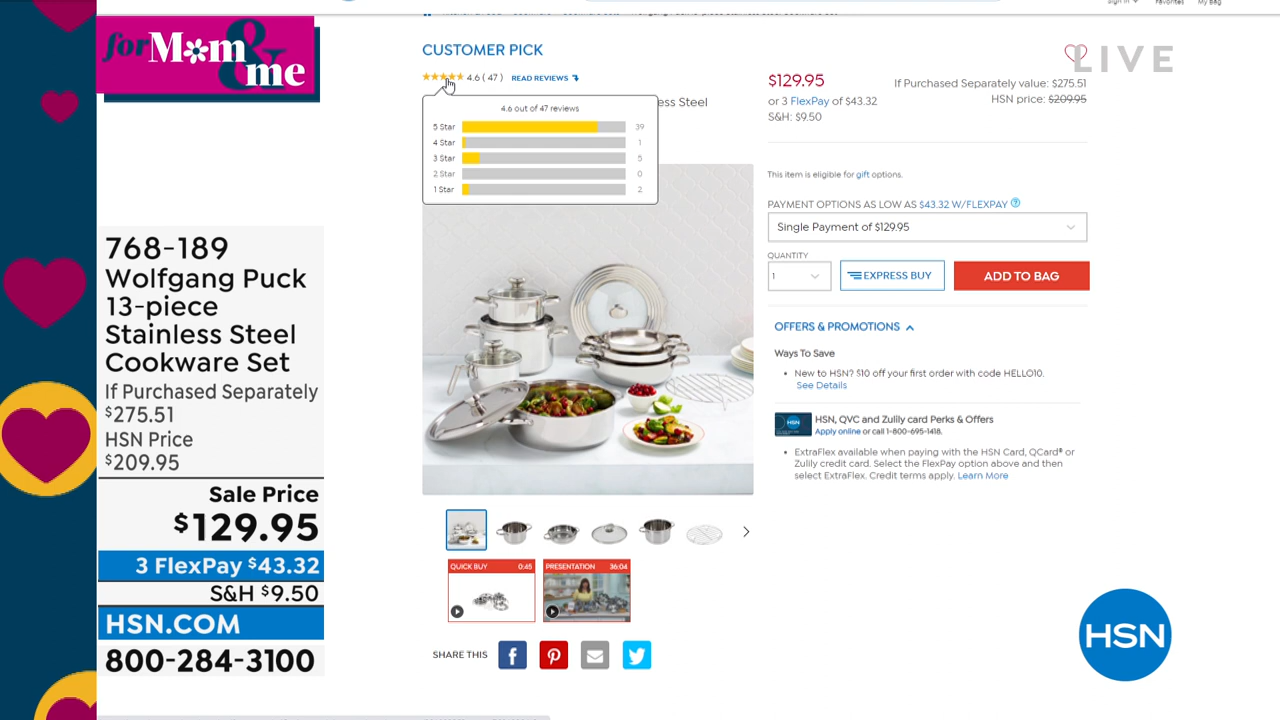 for Mom
& me
768-189
Wolfgang Puck
13-piece
Stainless Steel
Cookware Set
If Purchased Separately
$275.51
HSN Price
$209.95
Sale Price
$129.95
3 FlexPay $43.32
S&H $9.50
HSN.COM
800-284-3100
Sign In
Favorites
My Bag
CUSTOMER PICK
4.6 ( 47 ) READ REVIEWS
4.6 out of 47 reviews
5 Star 39
4 Star 1
3 Star 5
2 Star 0
1 Star 2
Steel
QUICK BUY 0:45
PRESENTATION 36:04
SHARE THIS
LIVE
$129.95
or 3 FlexPay of $43.32
S&H: $9.50
If Purchased Separately value: $275.51
HSN price: $209.95
This item is eligible for gift options.
PAYMENT OPTIONS AS LOW AS $43.32 W/FLEXPAY ?
Single Payment of $129.95
QUANTITY
1
EXPRESS BUY
ADD TO BAG
OFFERS & PROMOTIONS
Ways To Save
• New to HSN? $10 off your first order with code HELLO10.
See Details
HSN
HSN, QVC and Zulily card Perks & Offers
Apply online or call 1-800-695-1418.
• ExtraFlex available when paying with the HSN Card, QCard® or
Zulily credit card. Select the FlexPay option above and then
select ExtraFlex. Credit terms apply. Learn More
HSN